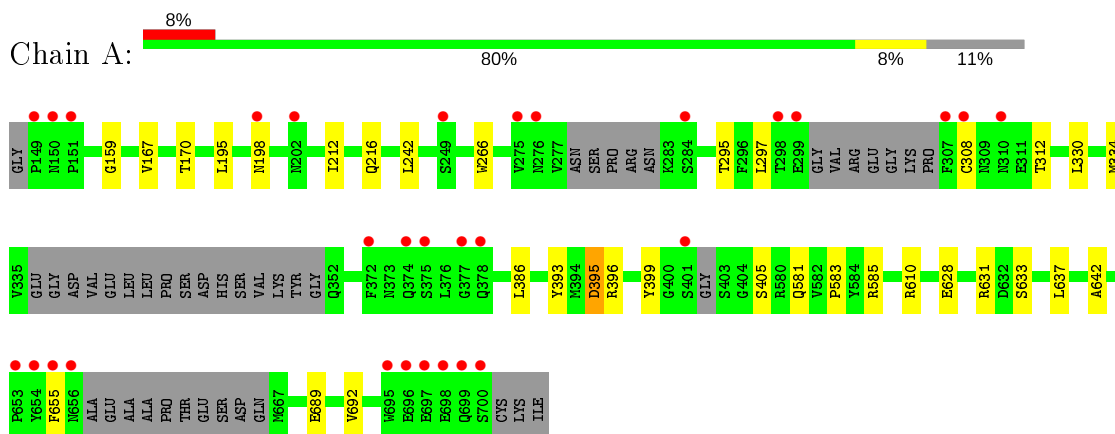 8%
Chain A:
80% 8% 11%
GLY P149 N150 P151 G159 V167 T170 L195 N198 N202 I212 Q216 L242 S249 W266 V275 N276 V277 ASN SER PRO ARG ASN K283 S284 T295 F296 L297 T298 E299 GLY VAL ARG GLU GLY LYS PRO F307 C308 N309 N310 E311 T312 L330 M334
V335 GLU GLY ASP VAL GLU LEU LEU PRO SER ASP HIS SER VAL LYS TYR GLY Q352 F372 N373 Q374 S375 L376 G377 Q378 L386 Y393 M394 D395 R396 Y399 G400 S401 GLY S403 G404 S405 R580 Q581 V582 P583 Y584 R585 R610 E628 R631 D632 S633 L637 A642
P653 Y654 F655 N656 ALA GLU ALA ALA PRO THR GLU SER ASP GLN M667 E689 V692 W695 E696 E697 E698 Q699 S700 CYS LYS ILE